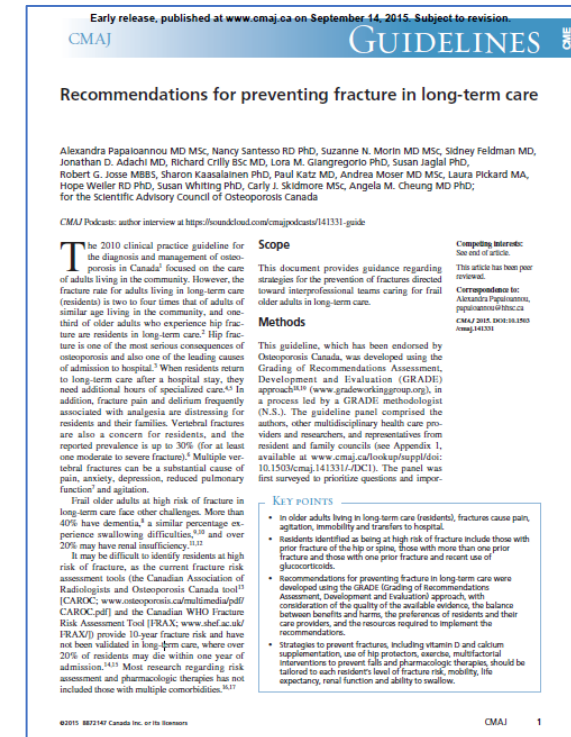 Early release, published at www.cmaj.ca on September 14, 2015. Subject to revision.
CMAJ
GUIDELINES
CME
Recommendations for preventing fracture in long-term care
Alexandra Papaioannou MD MSc, Nancy Santesso RD PhD, Suzanne N. Morin MD MSc, Sidney Feldman MD,
Jonathan D. Adachi MD, Richard Crilly BSc MD, Lora M. Giangregorio PhD, Susan Jaglal PhD,
Robert G. Josse MBBS, Sharon Kaasalainen PhD, Paul Katz MD, Andrea Moser MD MSc, Laura Pickard MA,
Hope Weiler RD PhD, Susan Whiting PhD, Carly J. Skidmore MSc, Angela M. Cheung MD PhD;
for the Scientific Advisory Council of Osteoporosis Canada
CMAJ Podcasts: author interview at https://soundcloud.com/cmajpodcasts/141331-guide
The 2010 clinical practice guideline for
the diagnosis and management of osteo-
porosis in Canada1 focused on the care
of adults living in the community. However, the
fracture rate for adults living in long-term care
(residents) is two to four times that of adults of
similar age living in the community, and one-
third of older adults who experience hip frac-
ture are residents in long-term care.2 Hip frac-
ture is one of the most serious consequences of
osteoporosis and also one of the leading causes
of admission to hospital.3 When residents return
to long-term care after a hospital stay, they
need additional hours of specialized care.4,5 In
addition, fracture pain and delirium frequently
associated with analgesia are distressing for
residents and their families. Vertebral fractures
are also a concern for residents, and the
reported prevalence is up to 30% (for at least
one moderate to severe fracture).6 Multiple ver-
tebral fractures can be a substantial cause of
pain, anxiety, depression, reduced pulmonary
function7 and agitation.
Frail older adults at high risk of fracture in
long-term care face other challenges. More than
40% have dementia,8 a similar percentage ex-
perience swallowing difficulties,9,10 and over
20% may have renal insufficiency.11,12
It may be difficult to identify residents at high
risk of fracture, as the current fracture risk
assessment tools (the Canadian Association of
Radiologists and Osteoporosis Canada tool13
[CAROC; www.osteoporosis.ca/multimedia/pdf/
CAROC.pdf] and the Canadian WHO Fracture
Risk Assessment Tool [FRAX; www.shef.ac.uk/
FRAX/]) provide 10-year fracture risk and have
not been validated in long-term care, where over
20% of residents may die within one year of
admission.14,15 Most research regarding risk
assessment and pharmacologic therapies has not
included those with multiple comorbidities.16,17
Scope
This document provides guidance regarding
strategies for the prevention of fractures directed
toward interprofessional teams caring for frail
older adults in long-term care.
Methods
This guideline, which has been endorsed by
Osteoporosis Canada, was developed using the
Grading of Recommendations Assessment,
Development and Evaluation (GRADE)
approach18,19 (www.gradeworkinggroup.org), in
a process led by a GRADE methodologist
(N.S.). The guideline panel comprised the
authors, other multidisciplinary health care pro-
viders and researchers, and representatives from
resident and family councils (see Appendix 1,
available at www.cmaj.ca/lookup/suppl/doi:
10.1503/cmaj.141331/-/DC1). The panel was
first surveyed to prioritize questions and impor-
Competing interests:
See end of article.
This article has been peer
reviewed.
Correspondence to:
Alexandra Papaioannou,
papaioannou@hhsc.ca
CMAJ 2015. DOI:10.1503
/cmaj.141331
KEY POINTS
• In older adults living in long-term care (residents), fractures cause pain,
agitation, immobility and transfers to hospital.
• Residents identified as being at high risk of fracture include those with
prior fracture of the hip or spine, those with more than one prior
fracture and those with one prior fracture and recent use of
glucocorticoids.
• Recommendations for preventing fracture in long-term care were
developed using the GRADE (Grading of Recommendations
Assessment, Development and Evaluation) approach, with
consideration of the quality of the available evidence, the balance
between benefits and harms, the preferences of residents and their
care providers, and the resources required to implement the
recommendations.
• Strategies to prevent fractures, including vitamin D and calcium
supplementation, use of hip protectors, exercise, multifactorial
interventions to prevent falls and pharmacologic therapies, should be
tailored to each resident's level of fracture risk, mobility, life
expectancy, renal function and ability to swallow.
©2015 8872147 Canada Inc. or its licensors
CMAJ 1